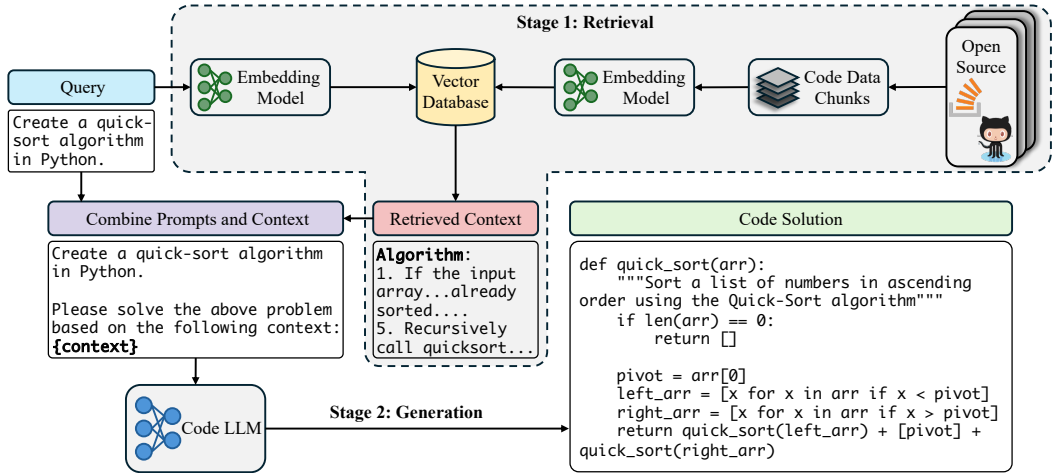 Stage 1: Retrieval
Query
Create a quick-
sort algorithm
in Python.
Embedding
Model
Vector
Database
Embedding
Model
Code Data
Chunks
Open
Source
Combine Prompts and Context
Create a quick-sort algorithm
in Python.
Please solve the above problem
based on the following context:
{context}
Retrieved Context
Algorithm:
1. If the input
array...already
sorted....
5. Recursively
call quicksort...
Code Solution
def quick_sort(arr):
    """Sort a list of numbers in ascending
order using the Quick-Sort algorithm"""
    if len(arr) == 0:
        return []
    pivot = arr[0]
    left_arr = [x for x in arr if x < pivot]
    right_arr = [x for x in arr if x > pivot]
    return quick_sort(left_arr) + [pivot] +
quick_sort(right_arr)
Code LLM
Stage 2: Generation